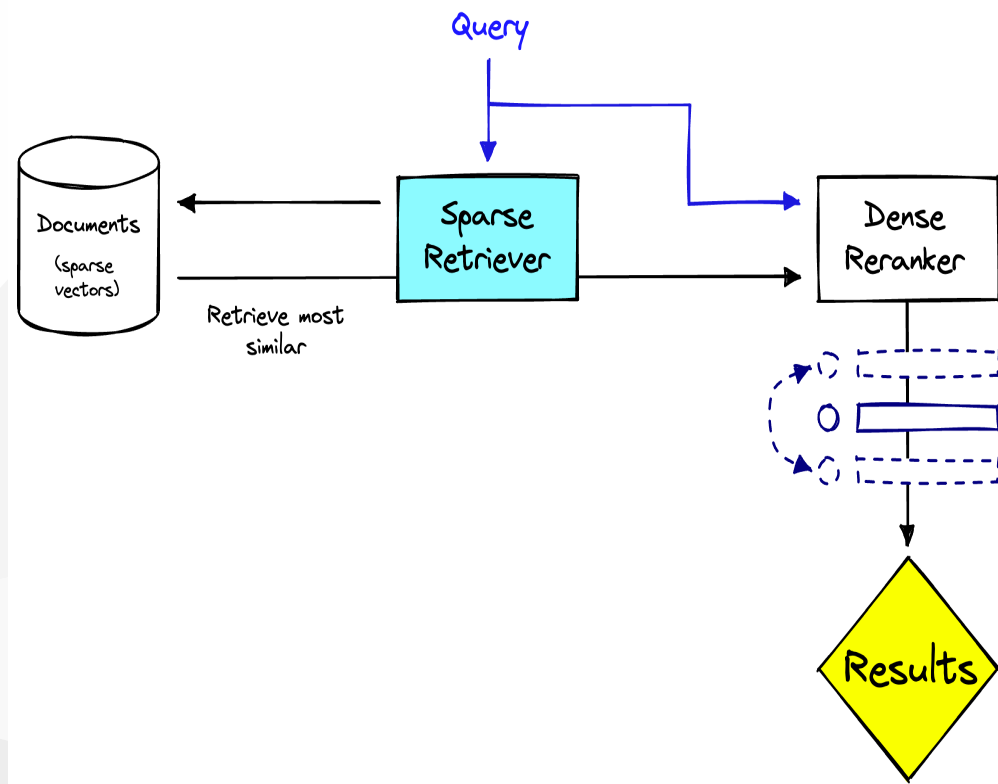 Query
Documents
(sparse
vectors)
Sparse
Retriever
Dense
Reranker
Retrieve most
similar
Results